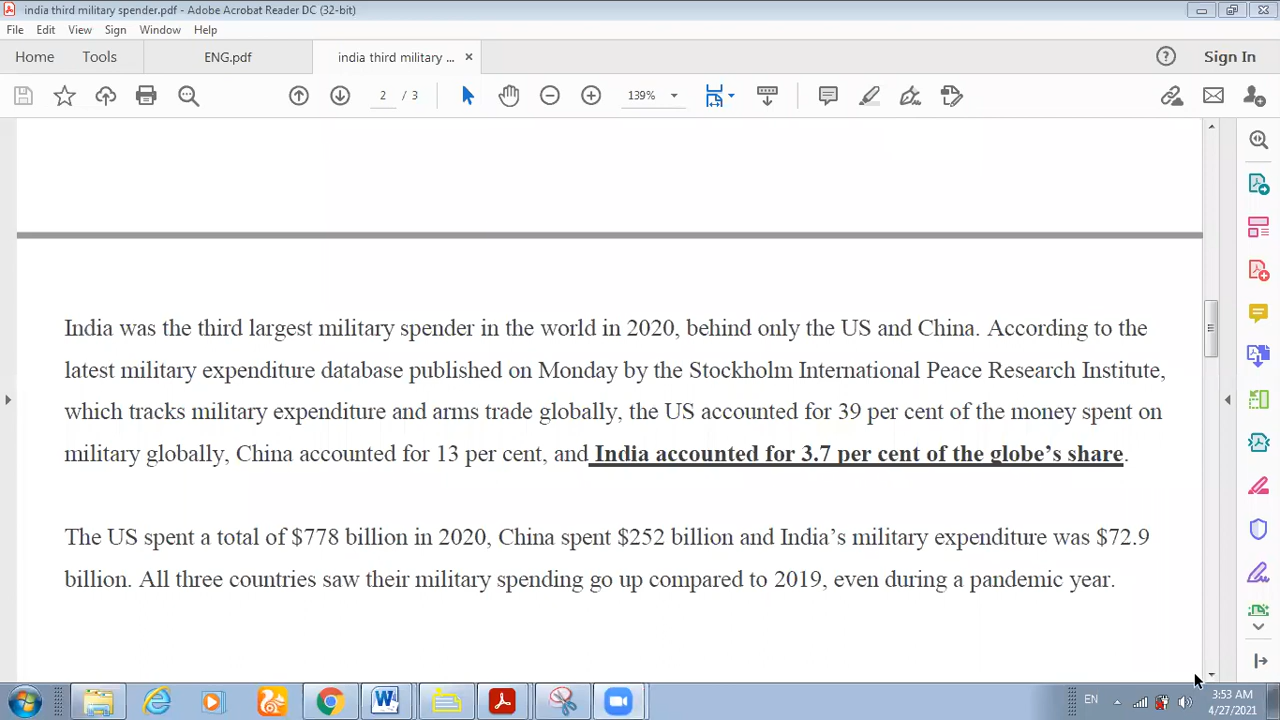 india third military spender.pdf - Adobe Acrobat Reader DC (32-bit)
File Edit View Sign Window Help
Home Tools ENG.pdf india third military ... × Sign In
2 / 3 139%
India was the third largest military spender in the world in 2020, behind only the US and China. According to the
latest military expenditure database published on Monday by the Stockholm International Peace Research Institute,
which tracks military expenditure and arms trade globally, the US accounted for 39 per cent of the money spent on
military globally, China accounted for 13 per cent, and India accounted for 3.7 per cent of the globe’s share.
The US spent a total of $778 billion in 2020, China spent $252 billion and India’s military expenditure was $72.9
billion. All three countries saw their military spending go up compared to 2019, even during a pandemic year.
EN 3:53 AM
4/27/2021